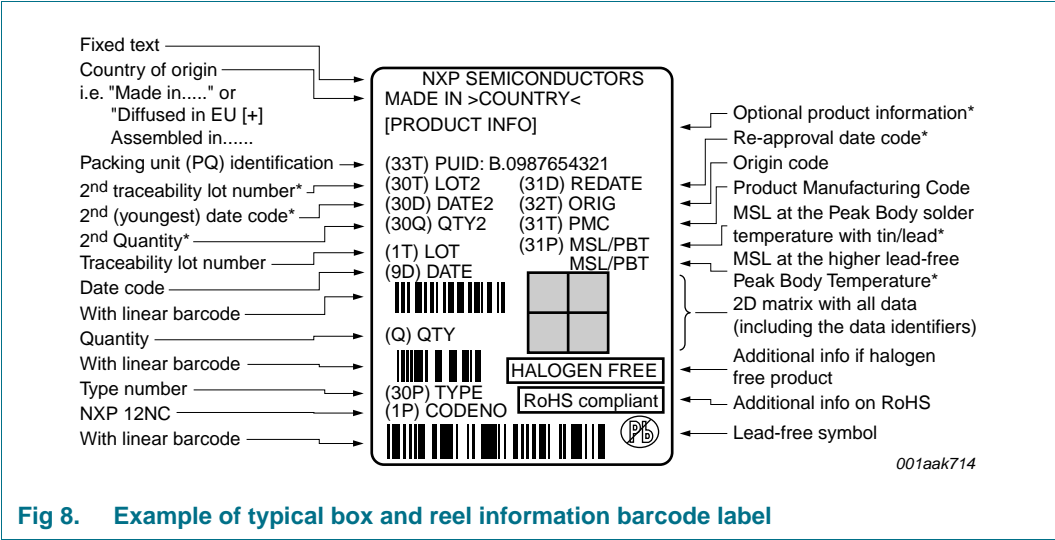 Fixed text
Country of origin
i.e. "Made in....." or
"Diffused in EU [+]
Assembled in......
Packing unit (PQ) identification
2nd traceability lot number*
2nd (youngest) date code*
2nd Quantity*
Traceability lot number
Date code
With linear barcode
Quantity
With linear barcode
Type number
NXP 12NC
With linear barcode
NXP SEMICONDUCTORS
MADE IN >COUNTRY<
[PRODUCT INFO]
(33T) PUID: B.0987654321
(30T) LOT2 (31D) REDATE
(30D) DATE2 (32T) ORIG
(30Q) QTY2 (31T) PMC
(31P) MSL/PBT
(1T) LOT MSL/PBT
(9D) DATE
(Q) QTY
HALOGEN FREE
(30P) TYPE
RoHS compliant
(1P) CODENO
Pb
Optional product information*
Re-approval date code*
Origin code
Product Manufacturing Code
MSL at the Peak Body solder
temperature with tin/lead*
MSL at the higher lead-free
Peak Body Temperature*
2D matrix with all data
(including the data identifiers)
Additional info if halogen
free product
Additional info on RoHS
Lead-free symbol
001aak714
Fig 8. Example of typical box and reel information barcode label